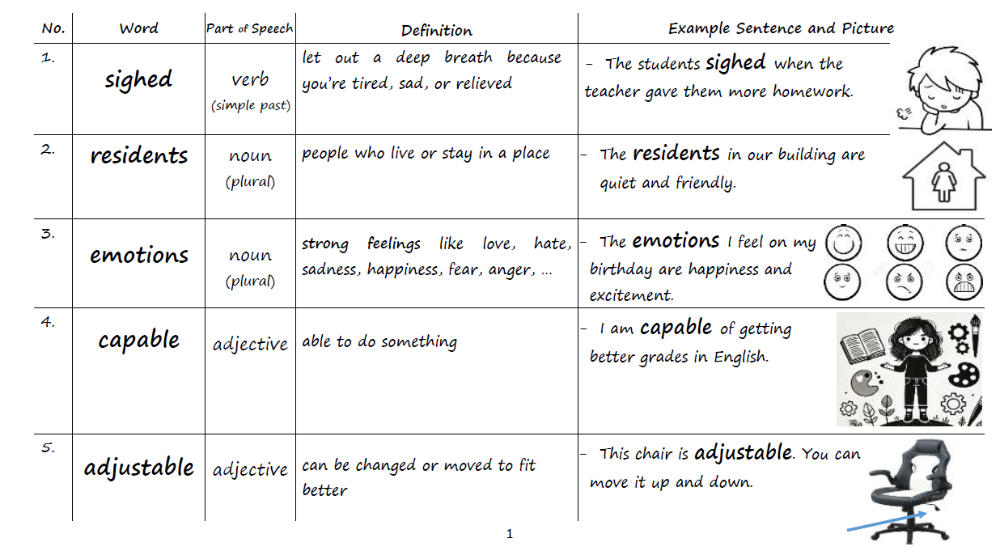 No. Word Part of Speech Definition Example Sentence and Picture
1. sighed verb (simple past) let out a deep breath because
you're tired, sad, or relieved
- The students sighed when the
teacher gave them more homework.
2. residents noun (plural) people who live or stay in a place
- The residents in our building are
quiet and friendly.
3. emotions noun (plural) strong feelings like love, hate,
sadness, happiness, fear, anger, ...
- The emotions I feel on my
birthday are happiness and
excitement.
4. capable adjective able to do something
- I am capable of getting
better grades in English.
5. adjustable adjective can be changed or moved to fit
better
- This chair is adjustable. You can
move it up and down.
1